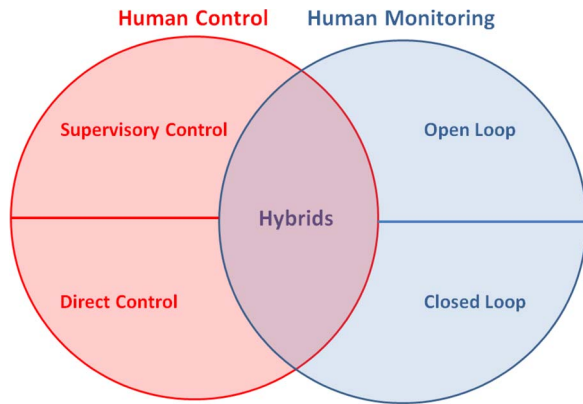 Human Control
Human Monitoring
Supervisory Control
Open Loop
Hybrids
Direct Control
Closed Loop